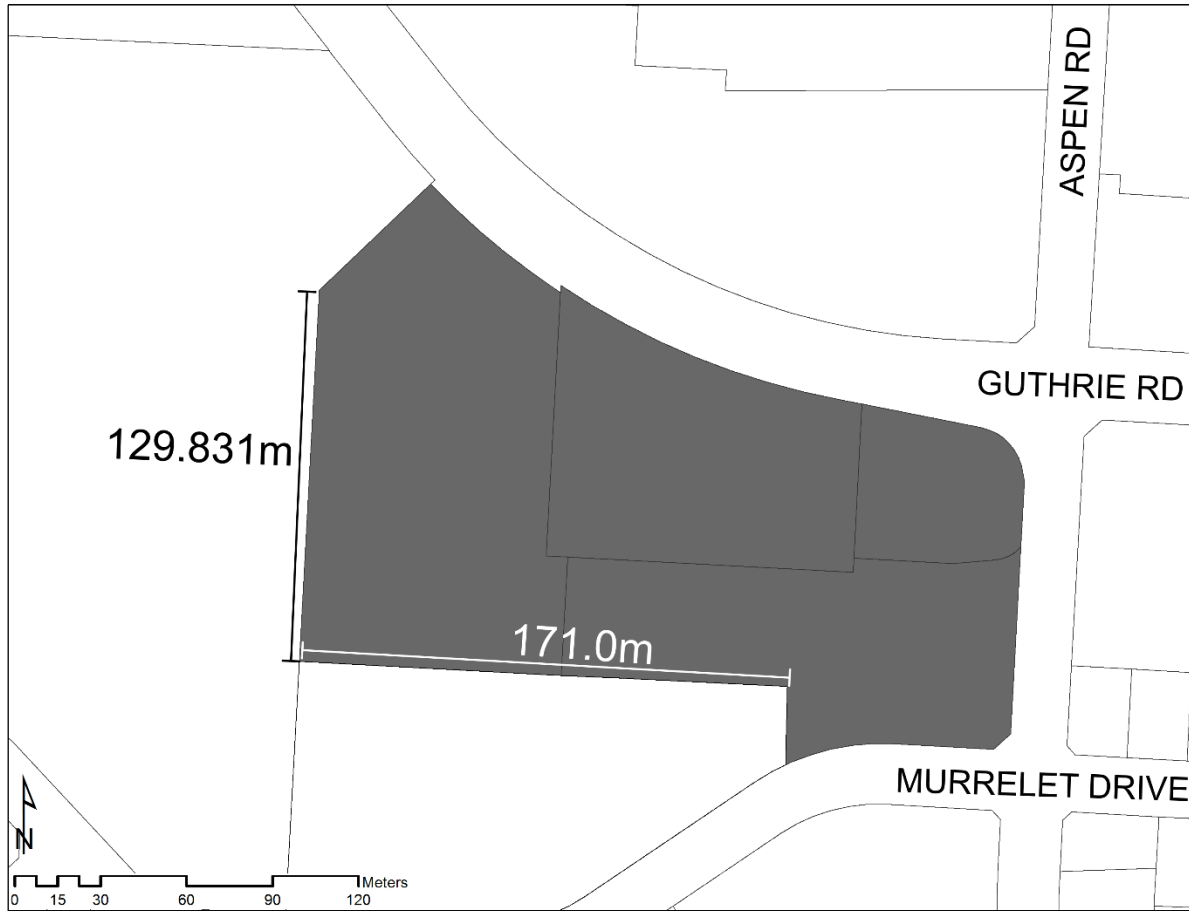 ASPEN RD
GUTHRIE RD
129.831m
171.0m
MURRELET DRIVE
N
Meters
0 15 30 60 90 120